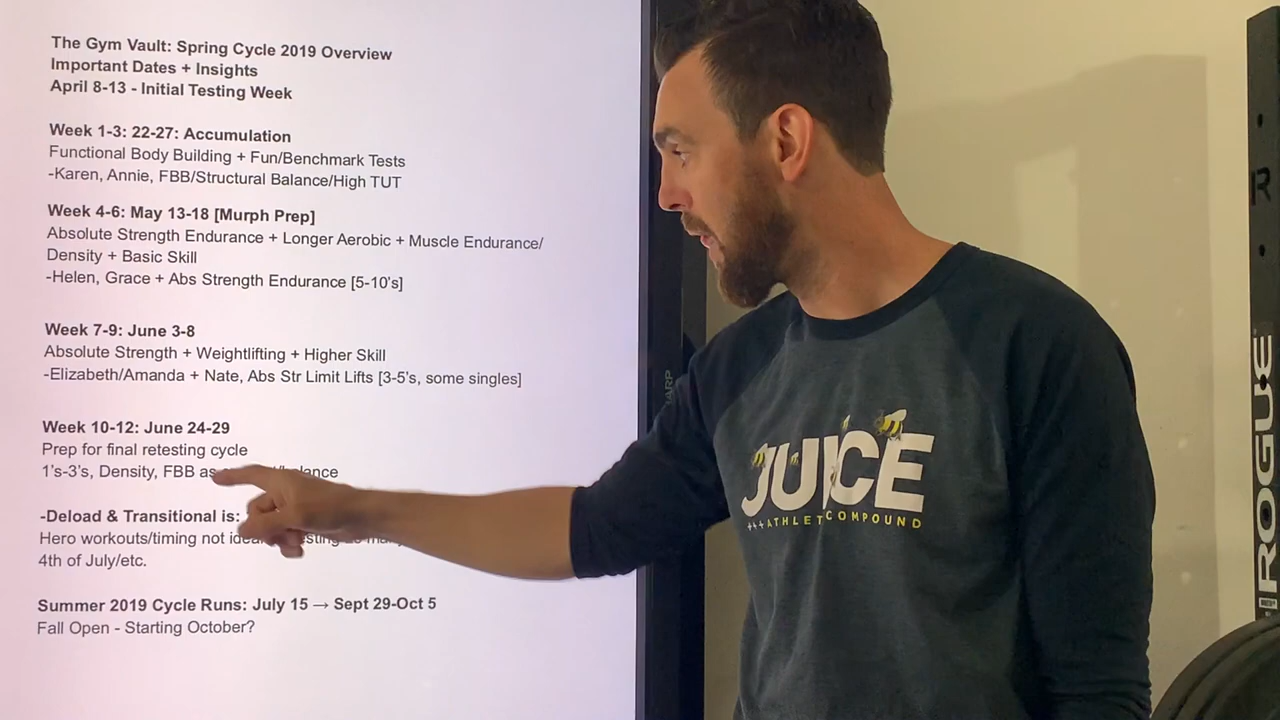 The Gym Vault: Spring Cycle 2019 Overview
Important Dates + Insights
April 8-13 - Initial Testing Week
Week 1-3: 22-27: Accumulation
Functional Body Building + Fun/Benchmark Tests
-Karen, Annie, FBB/Structural Balance/High TUT
Week 4-6: May 13-18 [Murph Prep]
Absolute Strength Endurance + Longer Aerobic + Muscle Endurance/
Density + Basic Skill
-Helen, Grace + Abs Strength Endurance [5-10's]
Week 7-9: June 3-8
Absolute Strength + Weightlifting + Higher Skill
-Elizabeth/Amanda + Nate, Abs Str Limit Lifts [3-5's, some singles]
Week 10-12: June 24-29
Prep for final retesting cycle
1's-3's, Density, FBB as
-Deload & Transitional is:
Hero workouts/timing not
4th of July/etc.
Summer 2019 Cycle Runs: July 15 → Sept 29-Oct 5
Fall Open - Starting October?
JUICE
+++ATHLETCOMPOUND
ARP
R
ROGUE